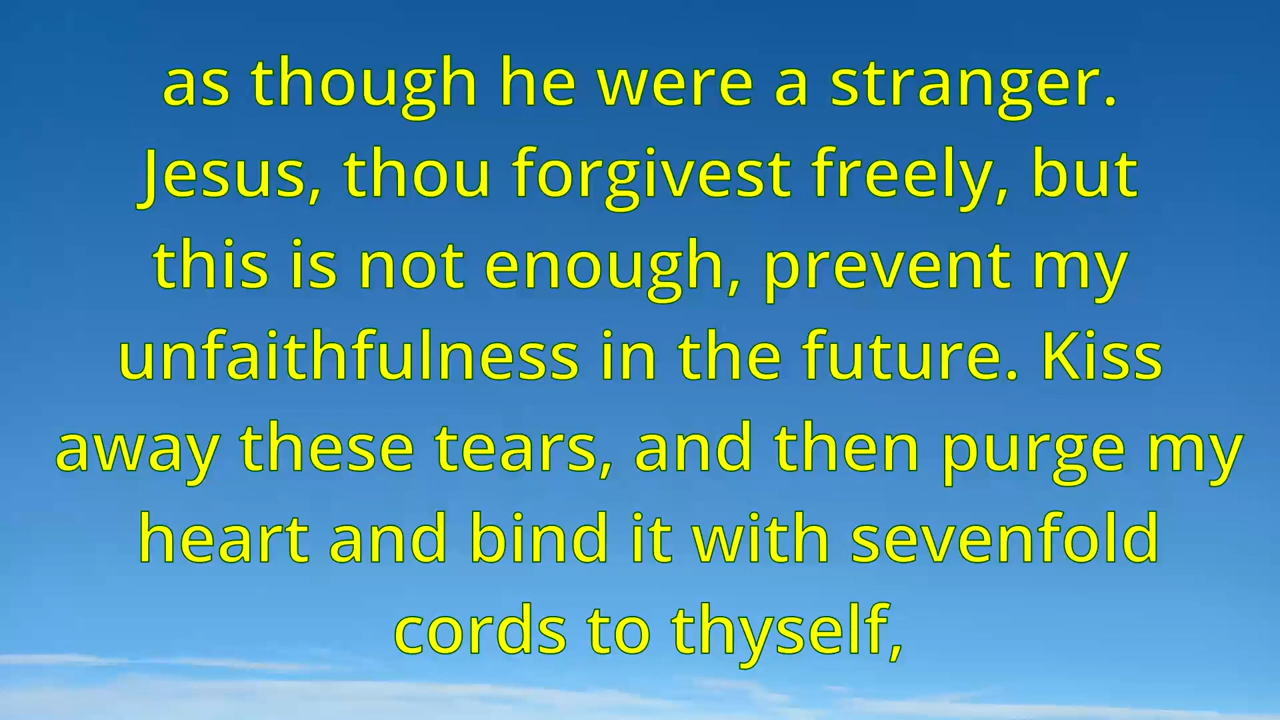 as though he were a stranger.
Jesus, thou forgivest freely, but
this is not enough, prevent my
unfaithfulness in the future. Kiss
away these tears, and then purge my
heart and bind it with sevenfold
cords to thyself,